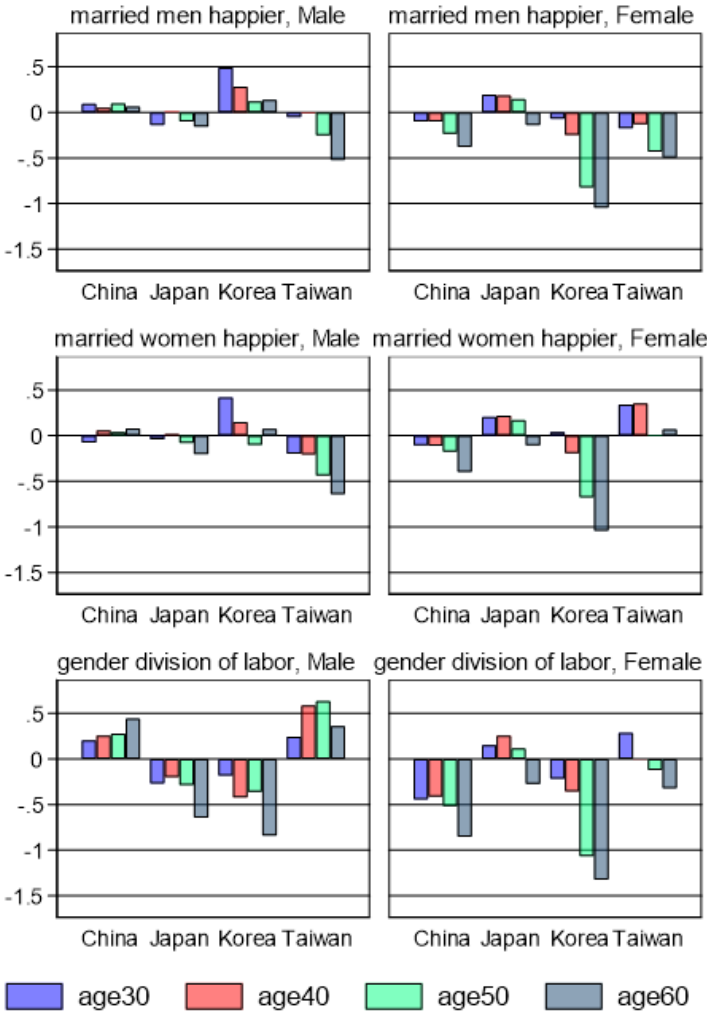 married men happier, Male
married men happier, Female
.5
0
-.5
-1
-1.5
China Japan Korea Taiwan
China Japan Korea Taiwan
married women happier, Male
married women happier, Female
.5
0
-.5
-1
-1.5
China Japan Korea Taiwan
China Japan Korea Taiwan
gender division of labor, Male
gender division of labor, Female
.5
0
-.5
-1
-1.5
China Japan Korea Taiwan
China Japan Korea Taiwan
age30 age40 age50 age60